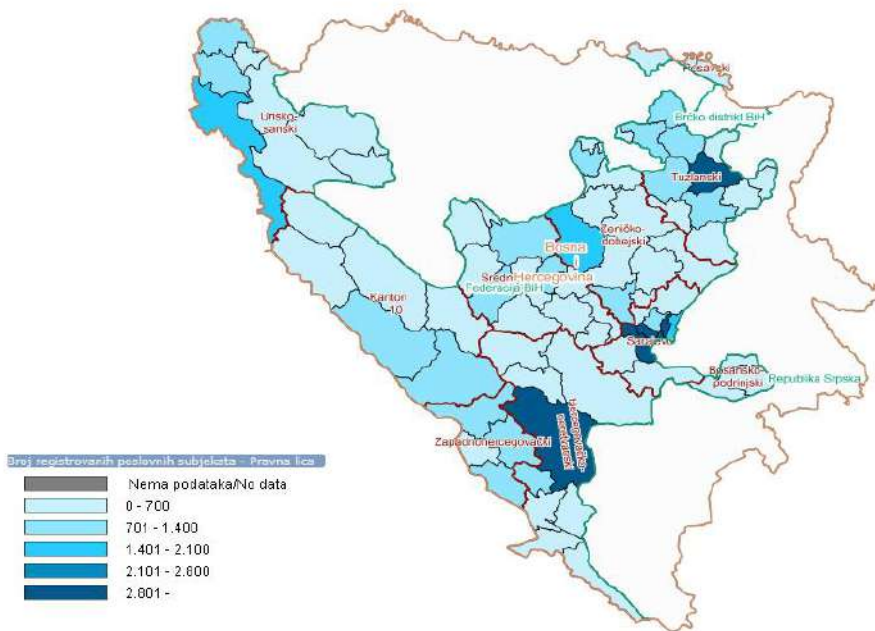 Posavski
Brčko distrikt BiH
Unsko-
sanski
Tuzlanski
Zeničko-
dobojski
Bosna
i
Hercegovina
Federacija BiH
Kanton
10
Sarajevo
Bosansko-
podrinjski
Republika Srpska
Hercegovačko-
neretvanski
Zapadnohercegovački
Broj registrovanih poslovnih subjekata - Pravna lica
Nema podataka/No data
0 - 700
701 - 1.400
1.401 - 2.100
2.101 - 2.800
2.801 -